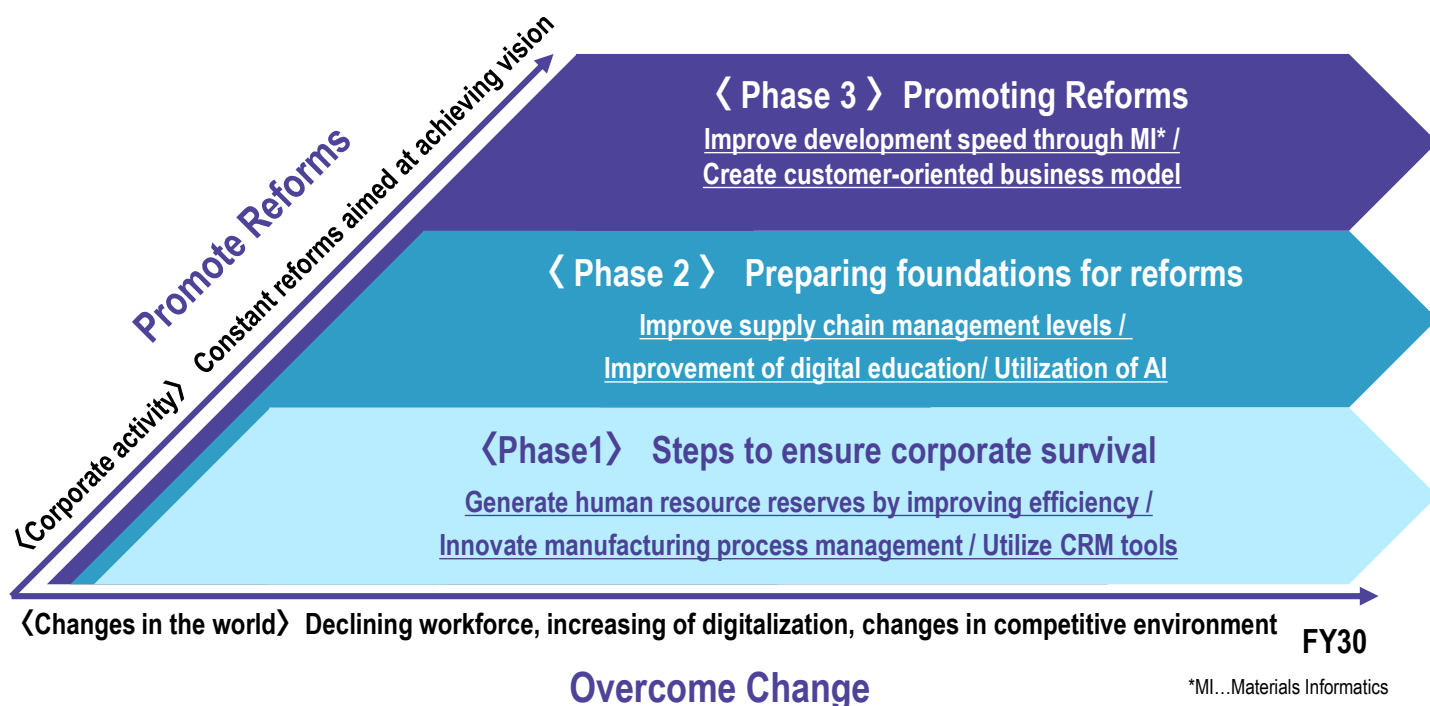 Promote Reforms
〈Corporate activity〉 Constant reforms aimed at achieving vision
〈 Phase 3 〉 Promoting Reforms
Improve development speed through MI* /
Create customer-oriented business model
〈 Phase 2 〉 Preparing foundations for reforms
Improve supply chain management levels /
Improvement of digital education/ Utilization of AI
〈Phase1〉 Steps to ensure corporate survival
Generate human resource reserves by improving efficiency /
Innovate manufacturing process management / Utilize CRM tools
〈Changes in the world〉 Declining workforce, increasing of digitalization, changes in competitive environment
FY30
Overcome Change
*MI…Materials Informatics